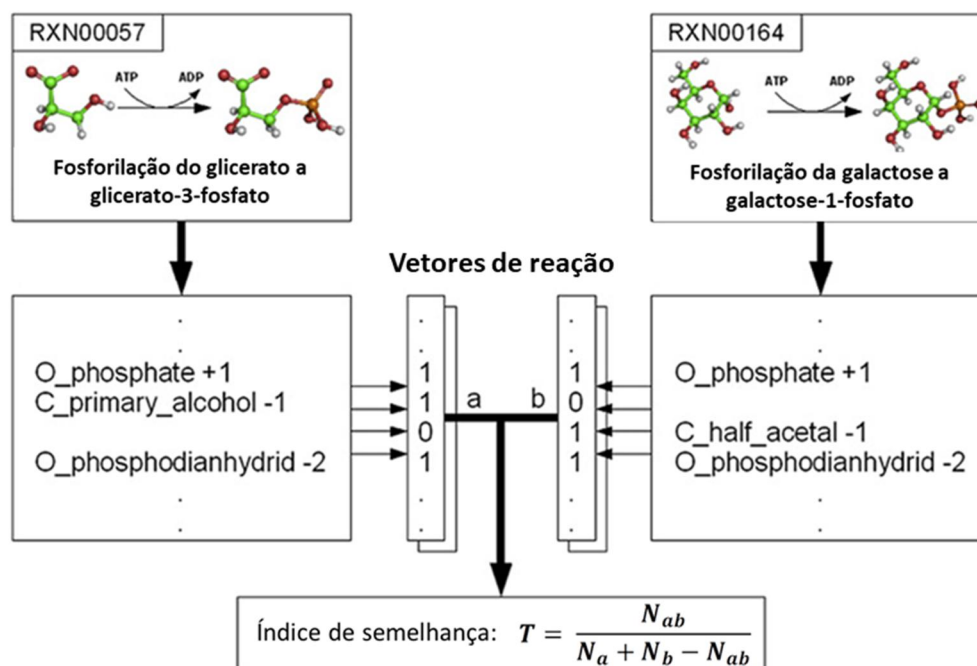 RXN00057
ATP ADP
Fosforilação do glicerato a
glicerato-3-fosfato
RXN00164
ATP ADP
Fosforilação da galactose a
galactose-1-fosfato
Vetores de reação
.
.
O_phosphate +1
C_primary_alcohol -1
O_phosphodianhydrid -2
.
.
.
.
1
1
0
1
.
.
a b
.
.
1
0
1
1
.
.
.
.
O_phosphate +1
C_half_acetal -1
O_phosphodianhydrid -2
.
.
Índice de semelhança: T = N_ab / (N_a + N_b − N_ab)